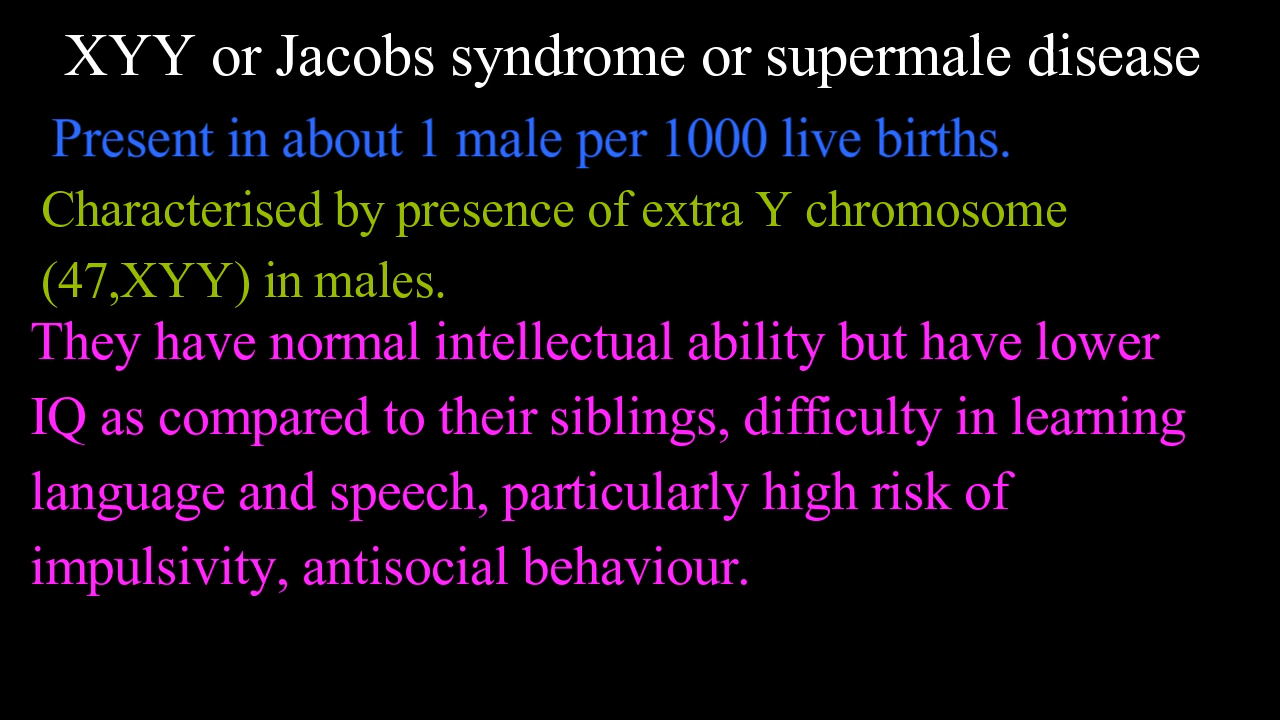 XYY or Jacobs syndrome or supermale disease
Present in about 1 male per 1000 live births.
Characterised by presence of extra Y chromosome
(47,XYY) in males.
They have normal intellectual ability but have lower
IQ as compared to their siblings, difficulty in learning
language and speech, particularly high risk of
impulsivity, antisocial behaviour.